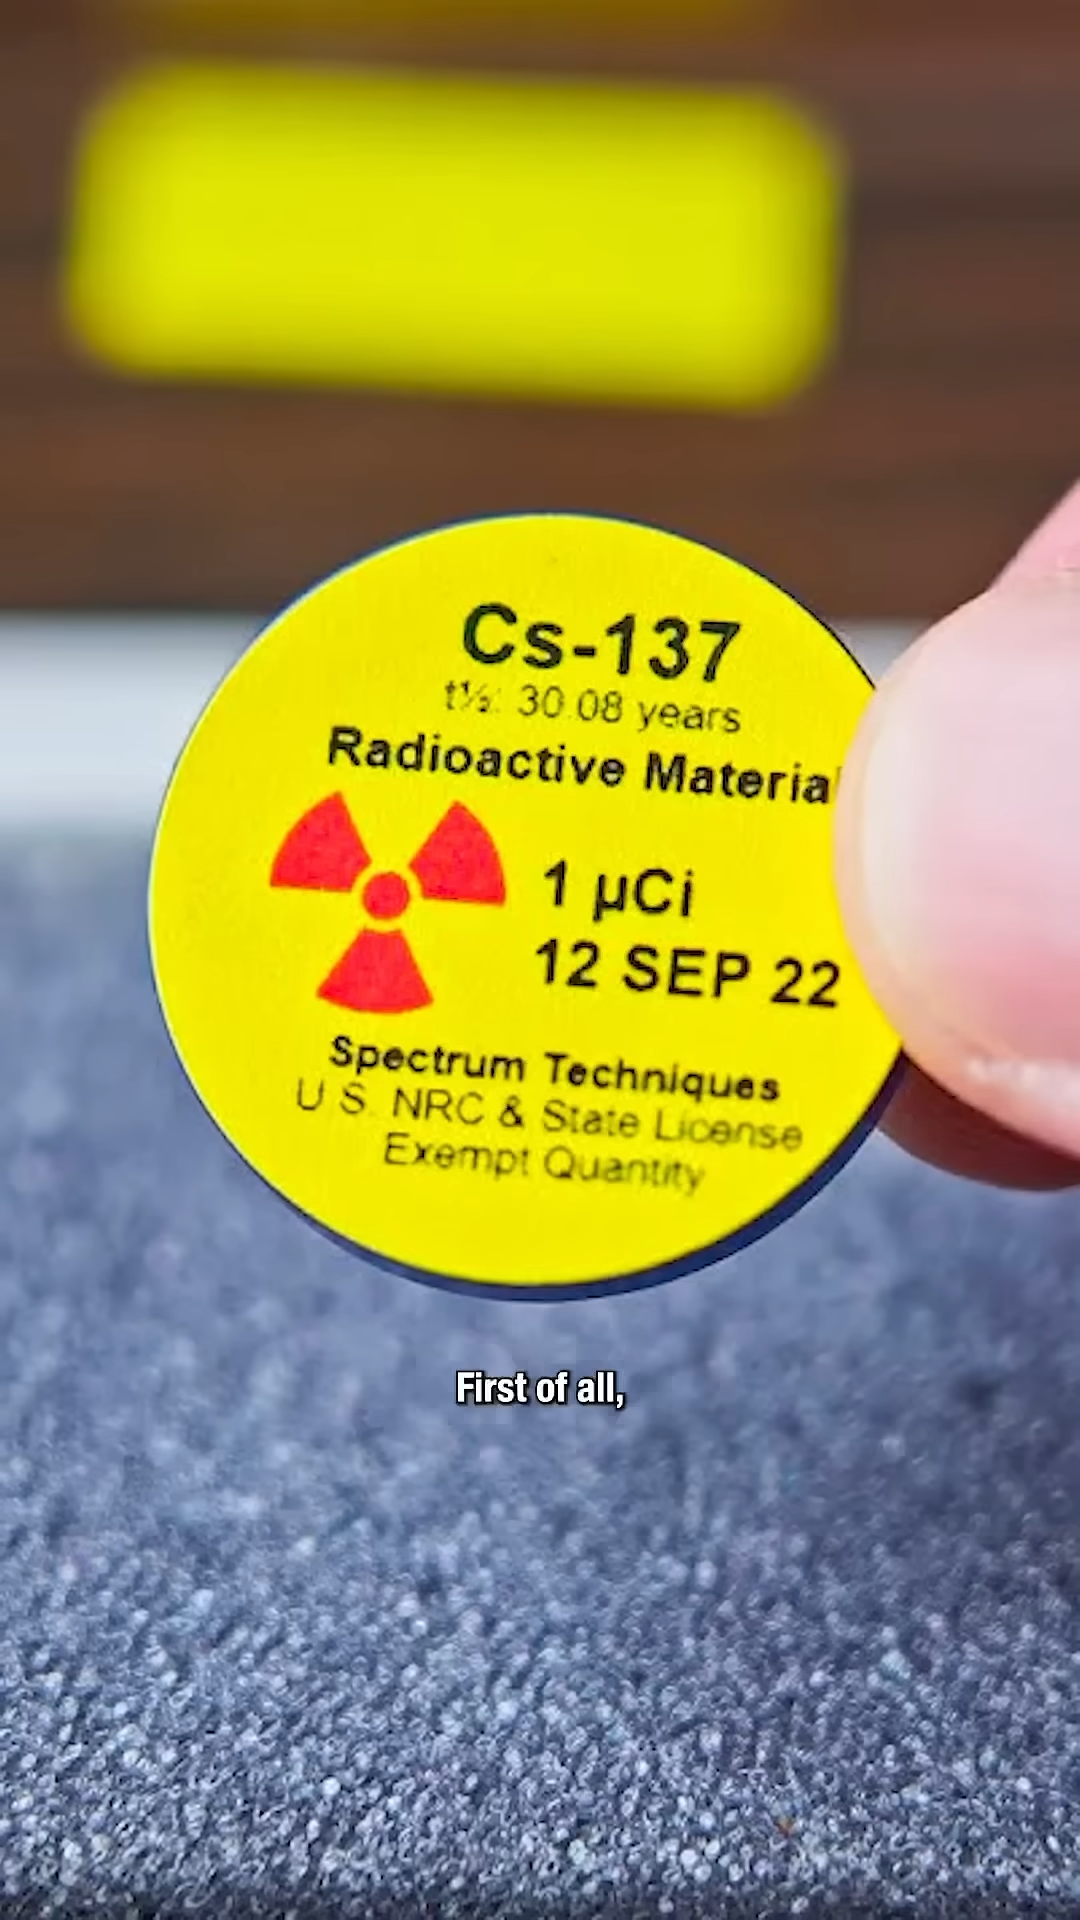 Cs-137
t½: 30.08 years
Radioactive Material
1 µCi
12 SEP 22
Spectrum Techniques
U.S. NRC & State License
Exempt Quantity
First of all,